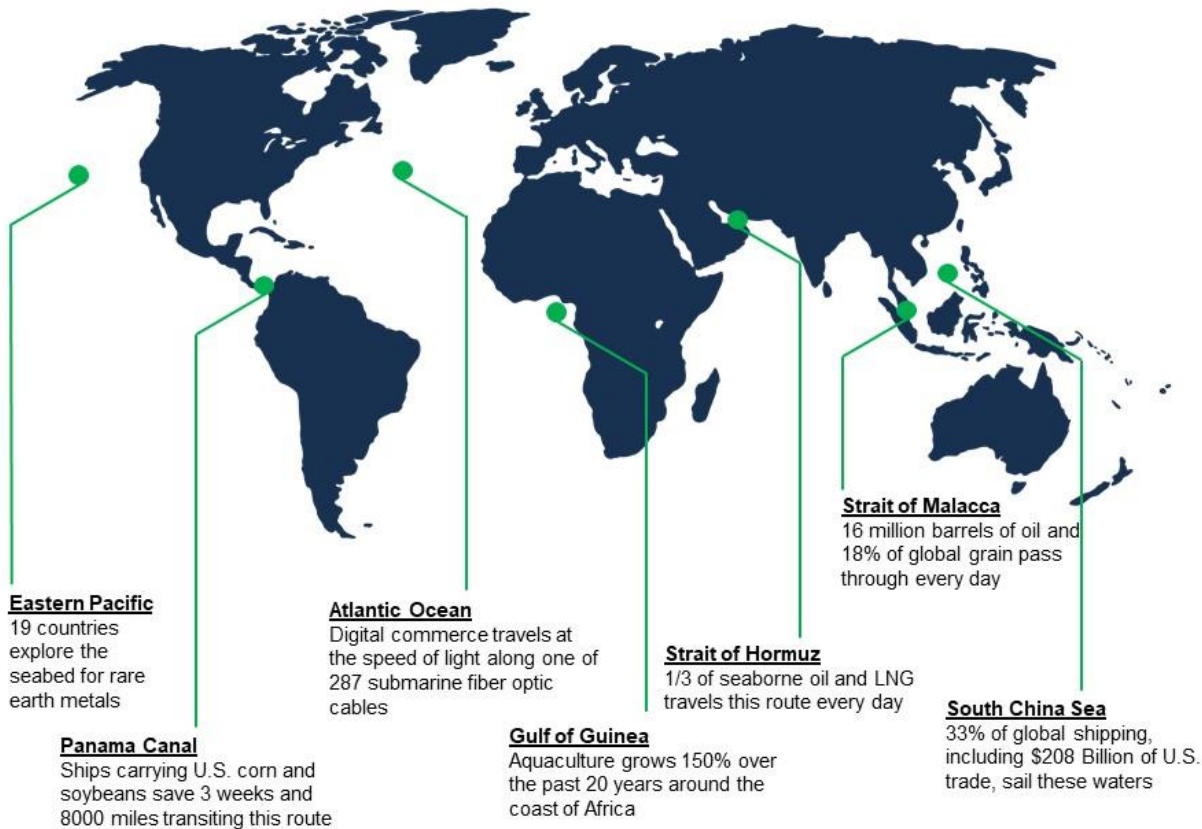 Eastern Pacific
19 countries
explore the
seabed for rare
earth metals
Panama Canal
Ships carrying U.S. corn and
soybeans save 3 weeks and
8000 miles transiting this route
Atlantic Ocean
Digital commerce travels at
the speed of light along one of
287 submarine fiber optic
cables
Gulf of Guinea
Aquaculture grows 150% over
the past 20 years around the
coast of Africa
Strait of Hormuz
1/3 of seaborne oil and LNG
travels this route every day
Strait of Malacca
16 million barrels of oil and
18% of global grain pass
through every day
South China Sea
33% of global shipping,
including $208 Billion of U.S.
trade, sail these waters